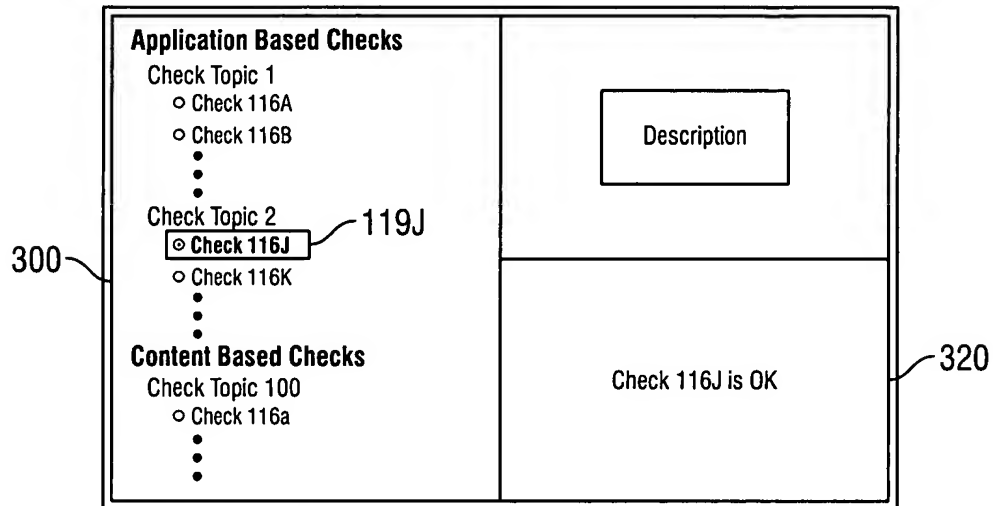 Application Based Checks
Check Topic 1
Check 116A
Check 116B
Check Topic 2
Check 116J
119J
Check 116K
300
Content Based Checks
Check Topic 100
Check 116a
Description
Check 116J is OK
320